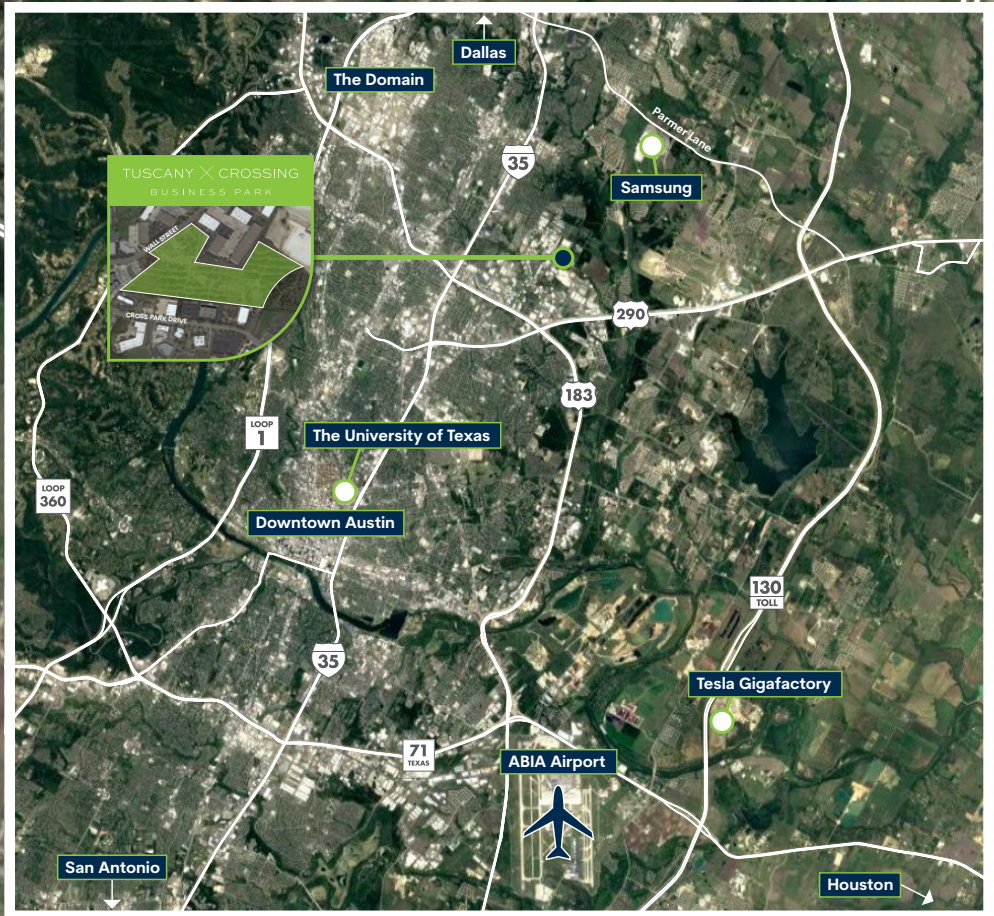 Dallas
The Domain
35
Parmer Lane
Samsung
TUSCANY X CROSSING
BUSINESS PARK
WALL STREET
CROSS PARK DRIVE
290
183
LOOP
1
The University of Texas
LOOP
360
Downtown Austin
130
TOLL
35
Tesla Gigafactory
71
TEXAS
ABIA Airport
San Antonio
Houston